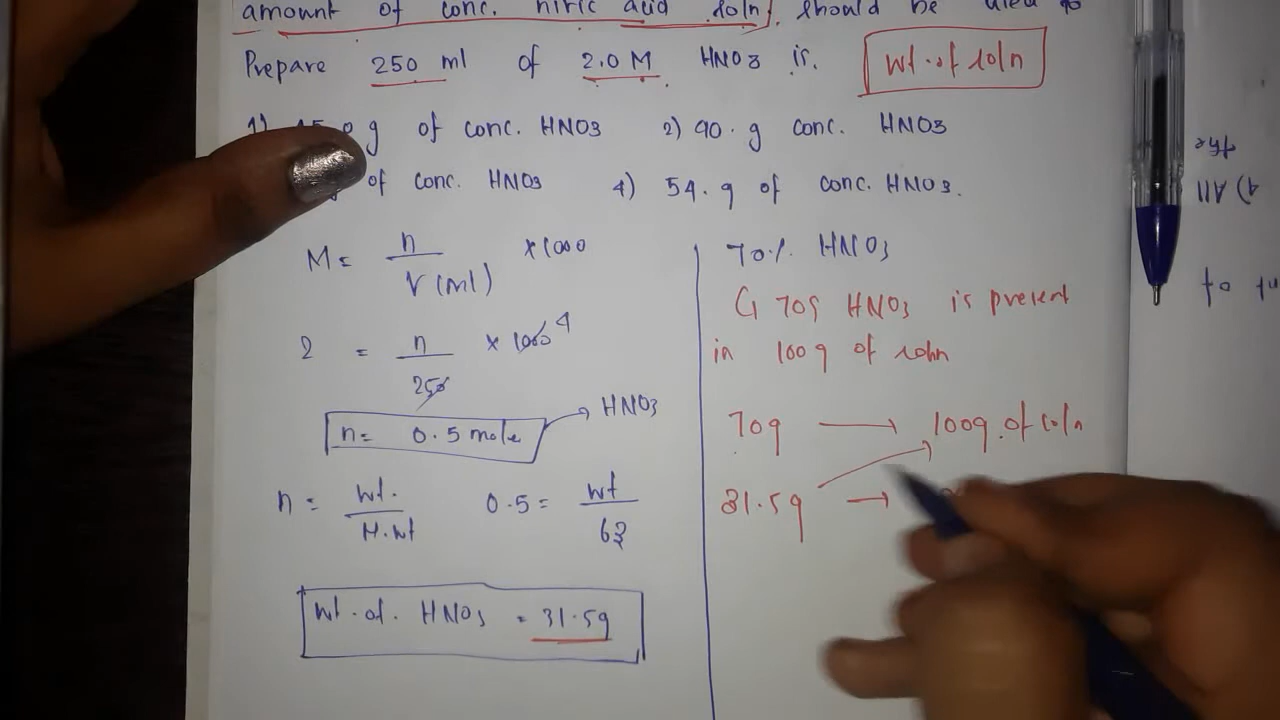 amount of conc. nitric acid soln. should be used to
Prepare 250 ml of 2.0 M HNO3 is.
wt. of soln
g of conc. HNO3 2) 90. g conc. HNO3
of conc. HNO3 4) 54. g of conc. HNO3.
M = n / V (ml) × 1000
2 = n / 250 × 1000 4
n = 0.5 mole
HNO3
n = wt. / M.wt 0.5 = wt / 63
wt. of. HNO3 = 31.5g
70% HNO3
70g HNO3 is present
in 100 g of soln
70g → 100g. of soln
31.5g →
4) All